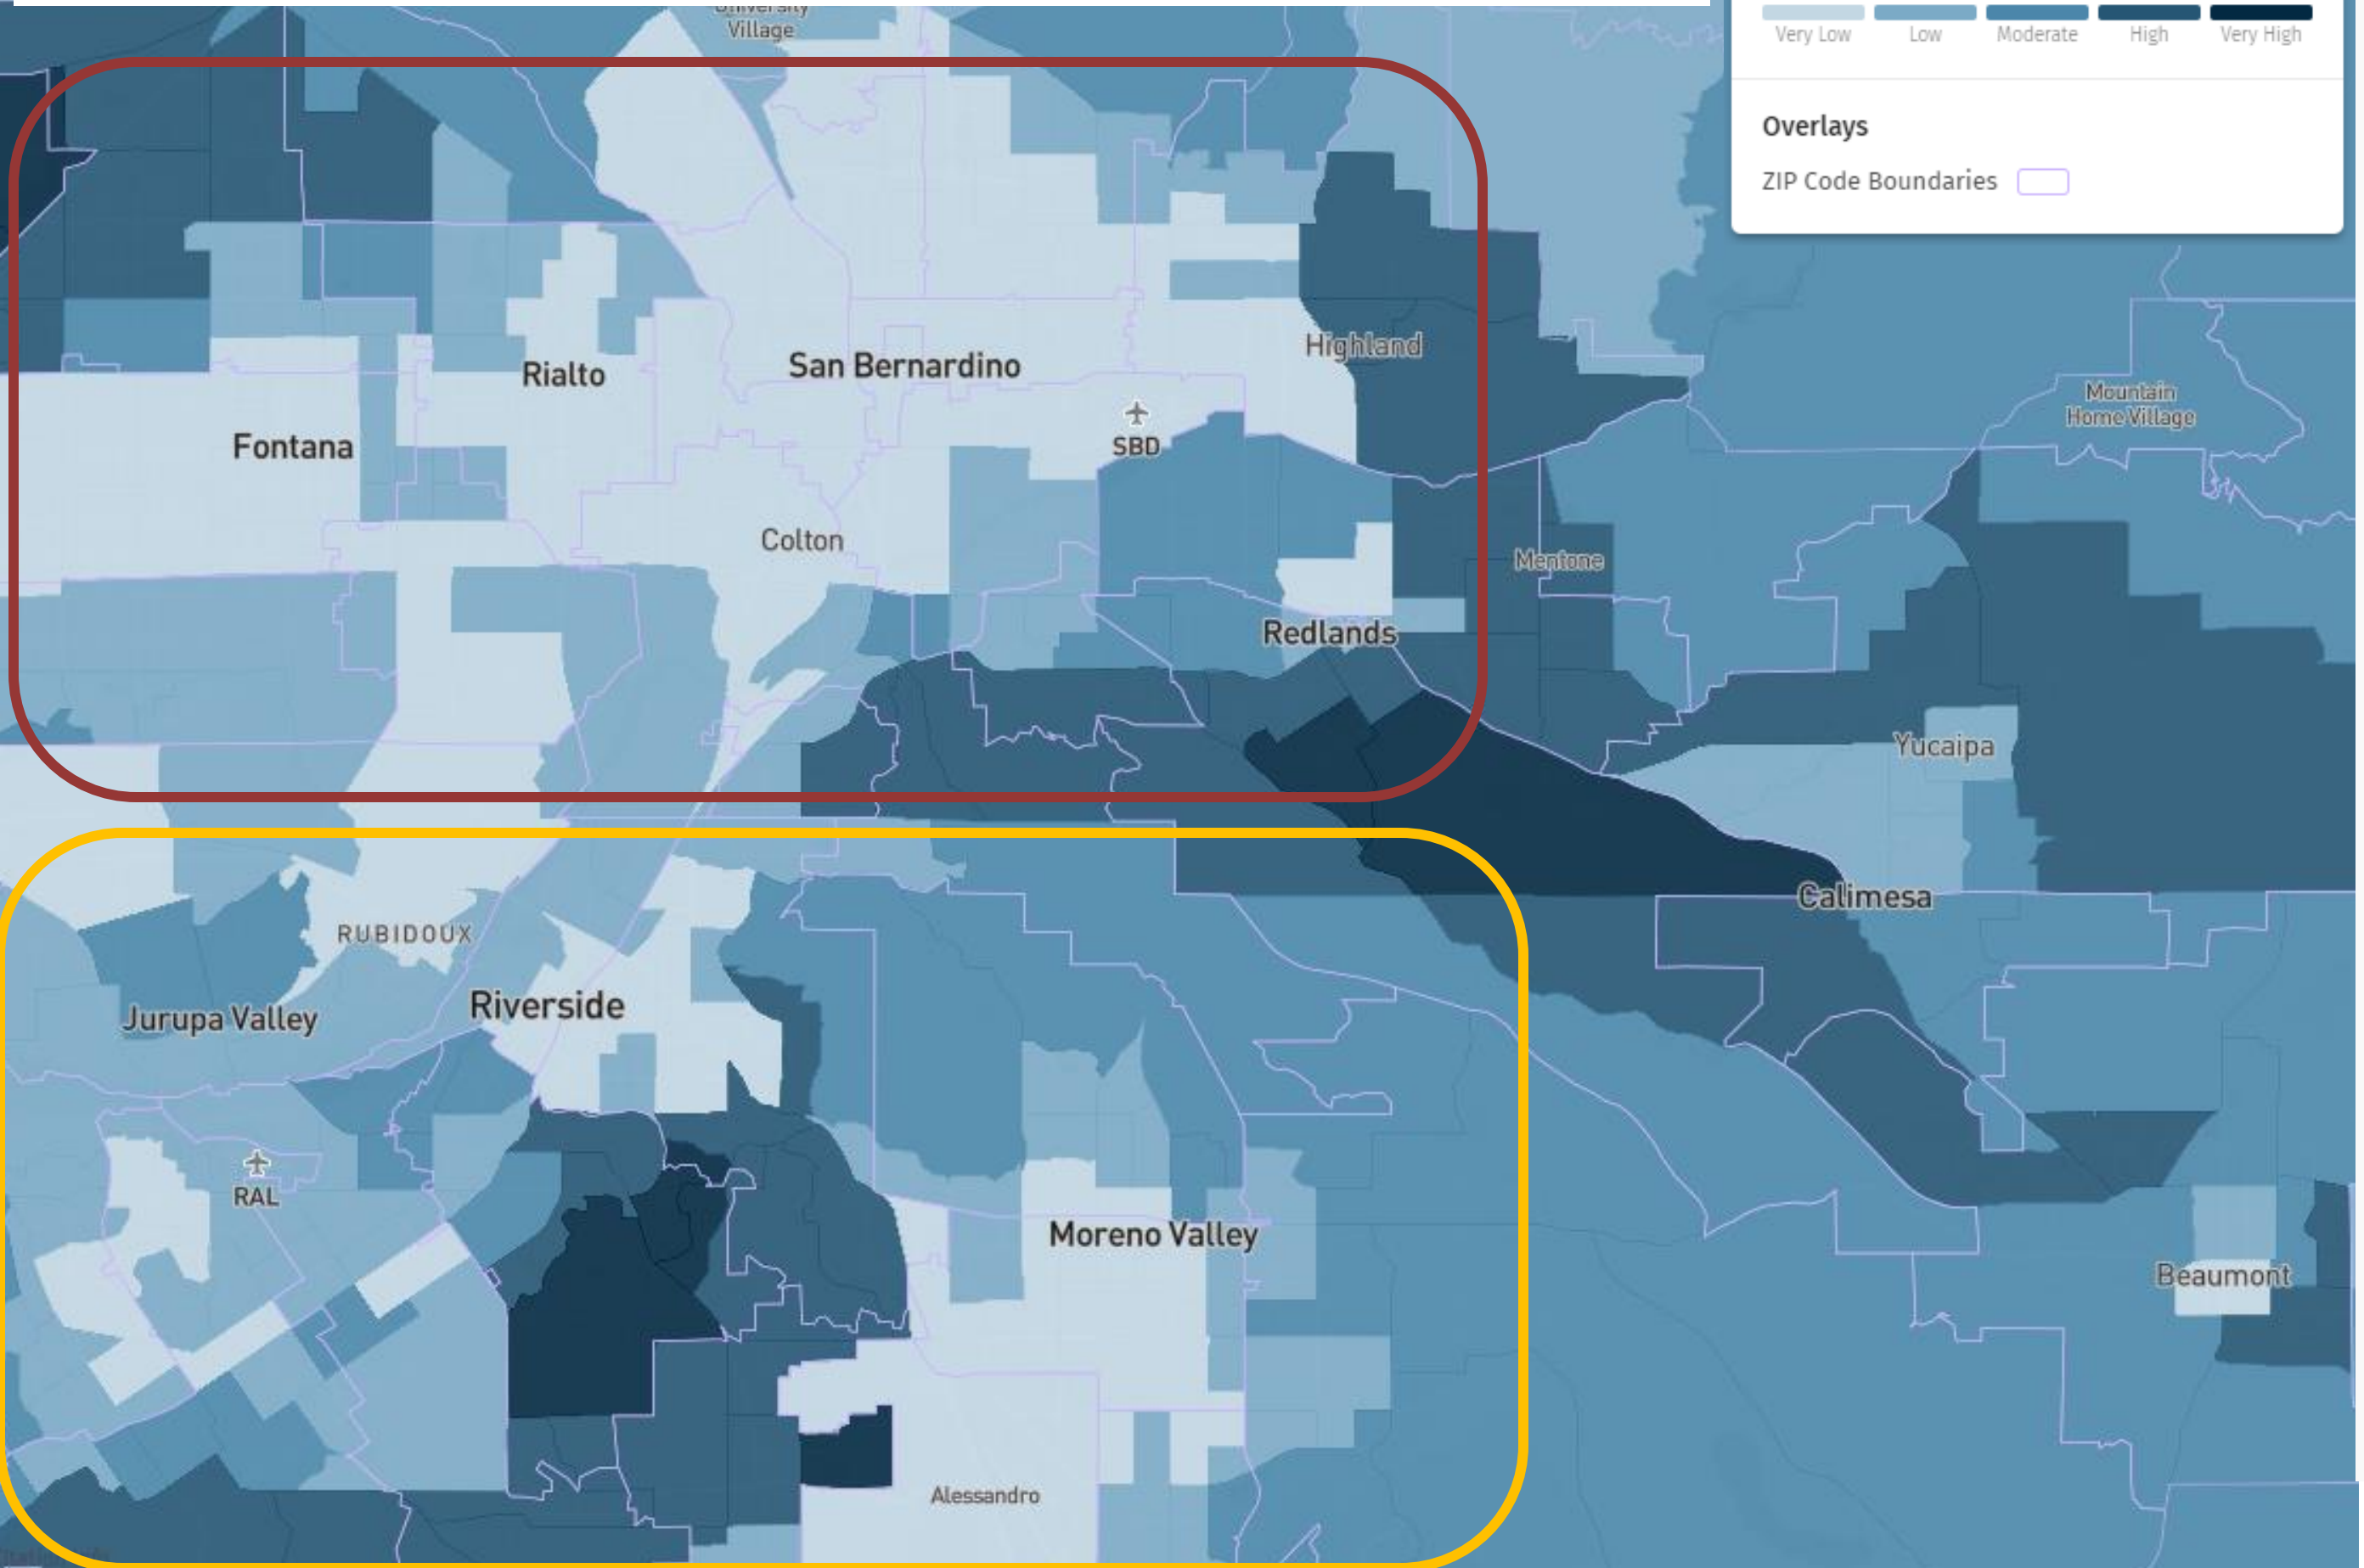 University
Village
Very Low
Low
Moderate
High
Very High
Overlays
ZIP Code Boundaries
Highland
San Bernardino
Rialto
Mountain
Home Village
Fontana
SBD
Colton
Mentone
Redlands
Yucaipa
Calimesa
RUBIDOUX
Riverside
Jurupa Valley
RAL
Moreno Valley
Beaumont
Alessandro